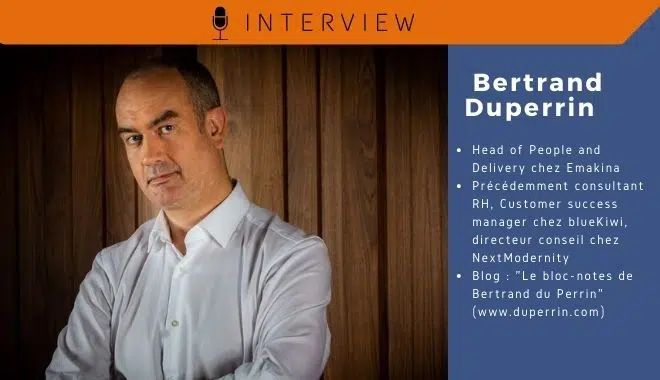 INTERVIEW
Bertrand
Duperrin
• Head of People and
Delivery chez Emakina
• Précédemment consultant
RH, Customer success
manager chez blueKiwi,
directeur conseil chez
NextModernity
• Blog : "Le bloc-notes de
Bertrand du Perrin"
(www.duperrin.com)